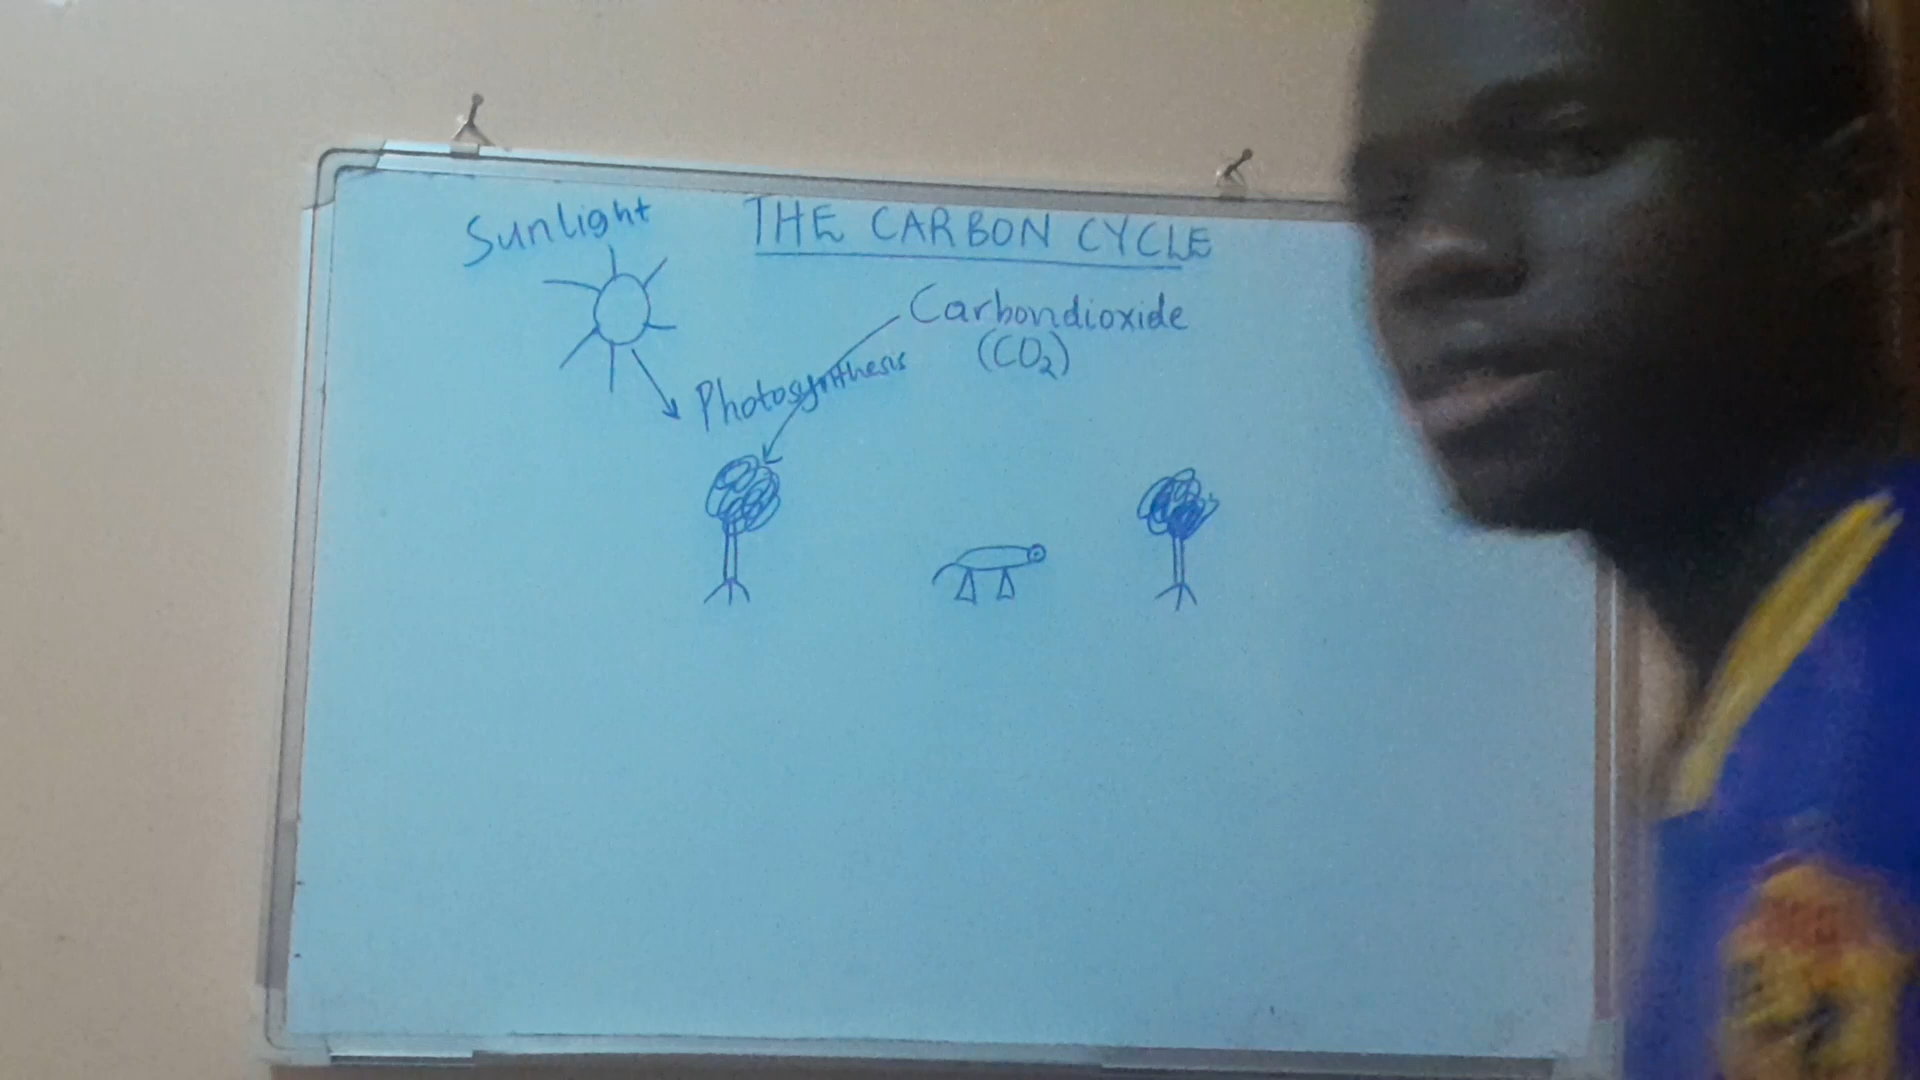 Sunlight
THE CARBON CYCLE
Carbondioxide
(CO₂)
Photosynthesis